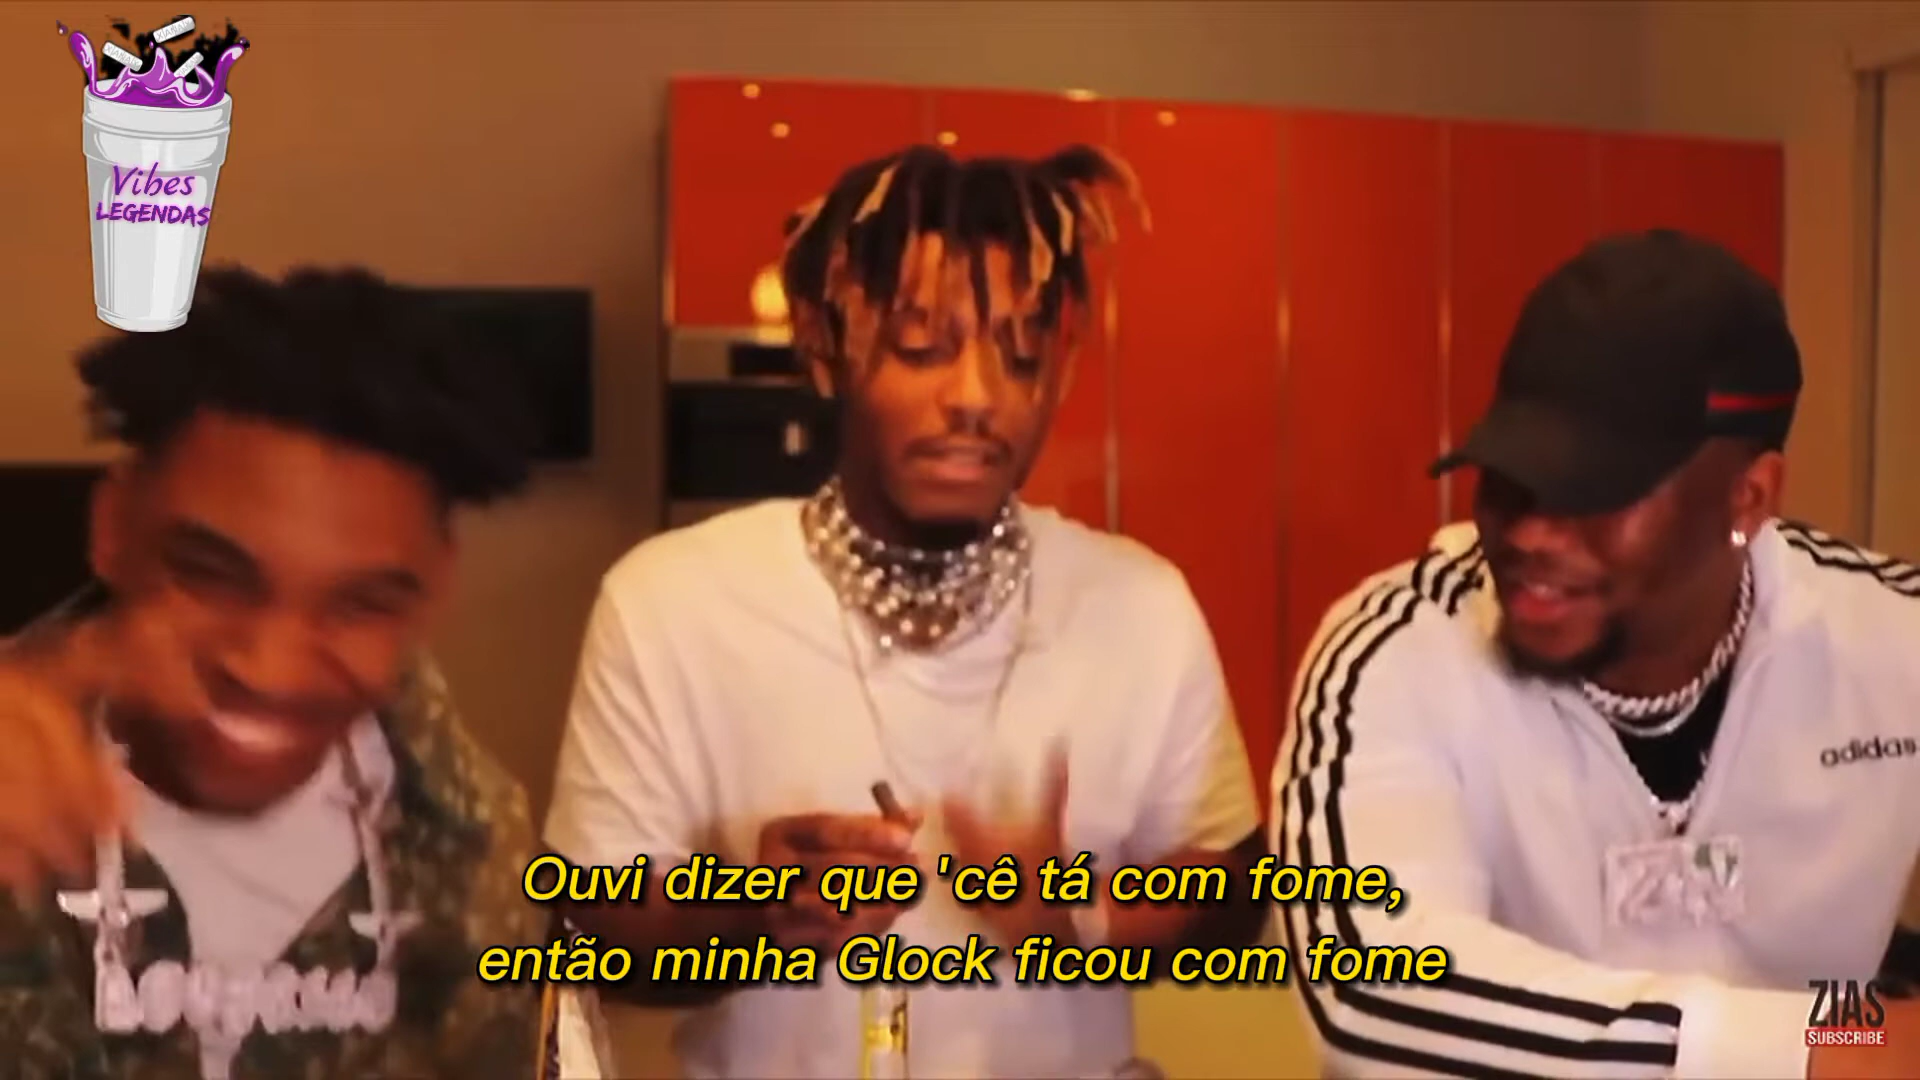 Vibes
LEGENDAS
adidas
Ouvi dizer que 'cê tá com fome,
então minha Glock ficou com fome
ZIAS
SUBSCRIBE